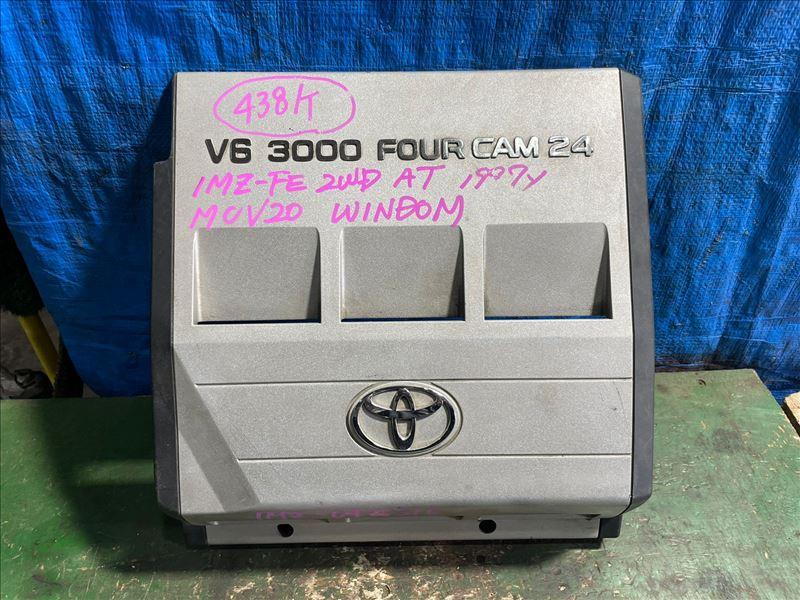 438K
V6 3000 FOUR CAM 24
1MZ-FE 2WD AT 1997y
MCV20 WINDOM